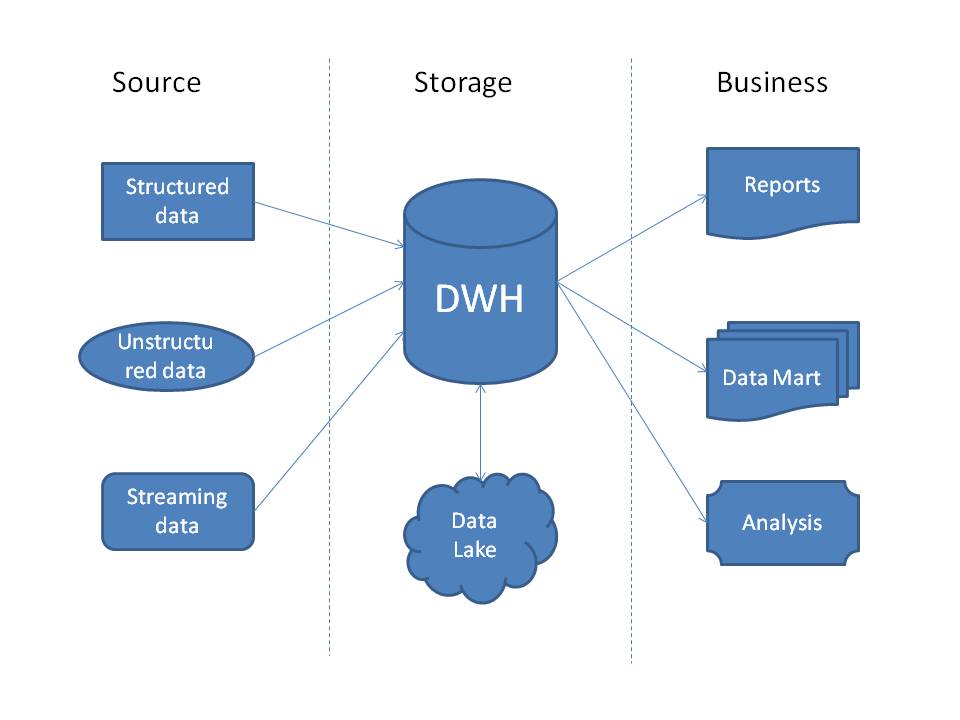 Source
Storage
Business
Structured
data
Unstructu
red data
Streaming
data
DWH
Data
Lake
Reports
Data Mart
Analysis